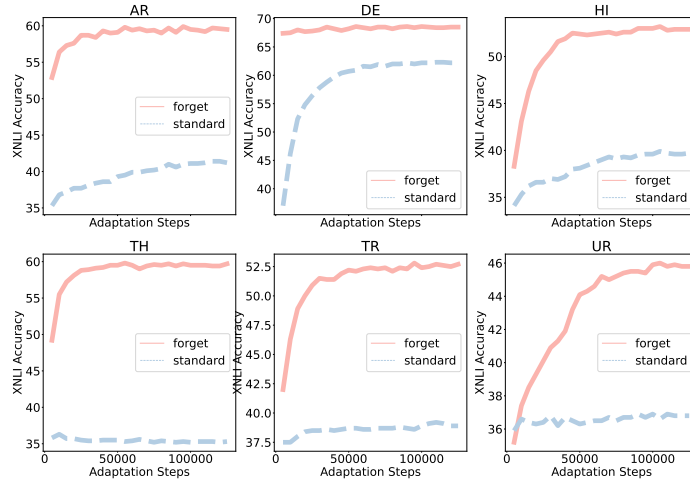 AR
DE
HI
XNLI Accuracy
60
55
50
45
40
35
forget
standard
Adaptation Steps
XNLI Accuracy
70
65
60
55
50
45
40
forget
standard
Adaptation Steps
XNLI Accuracy
50
45
40
35
forget
standard
Adaptation Steps
TH
TR
UR
XNLI Accuracy
60
55
50
45
40
35
forget
standard
0
50000
100000
Adaptation Steps
XNLI Accuracy
52.5
50.0
47.5
45.0
42.5
40.0
37.5
forget
standard
0
50000
100000
Adaptation Steps
XNLI Accuracy
46
44
42
40
38
36
forget
standard
0
50000
100000
Adaptation Steps